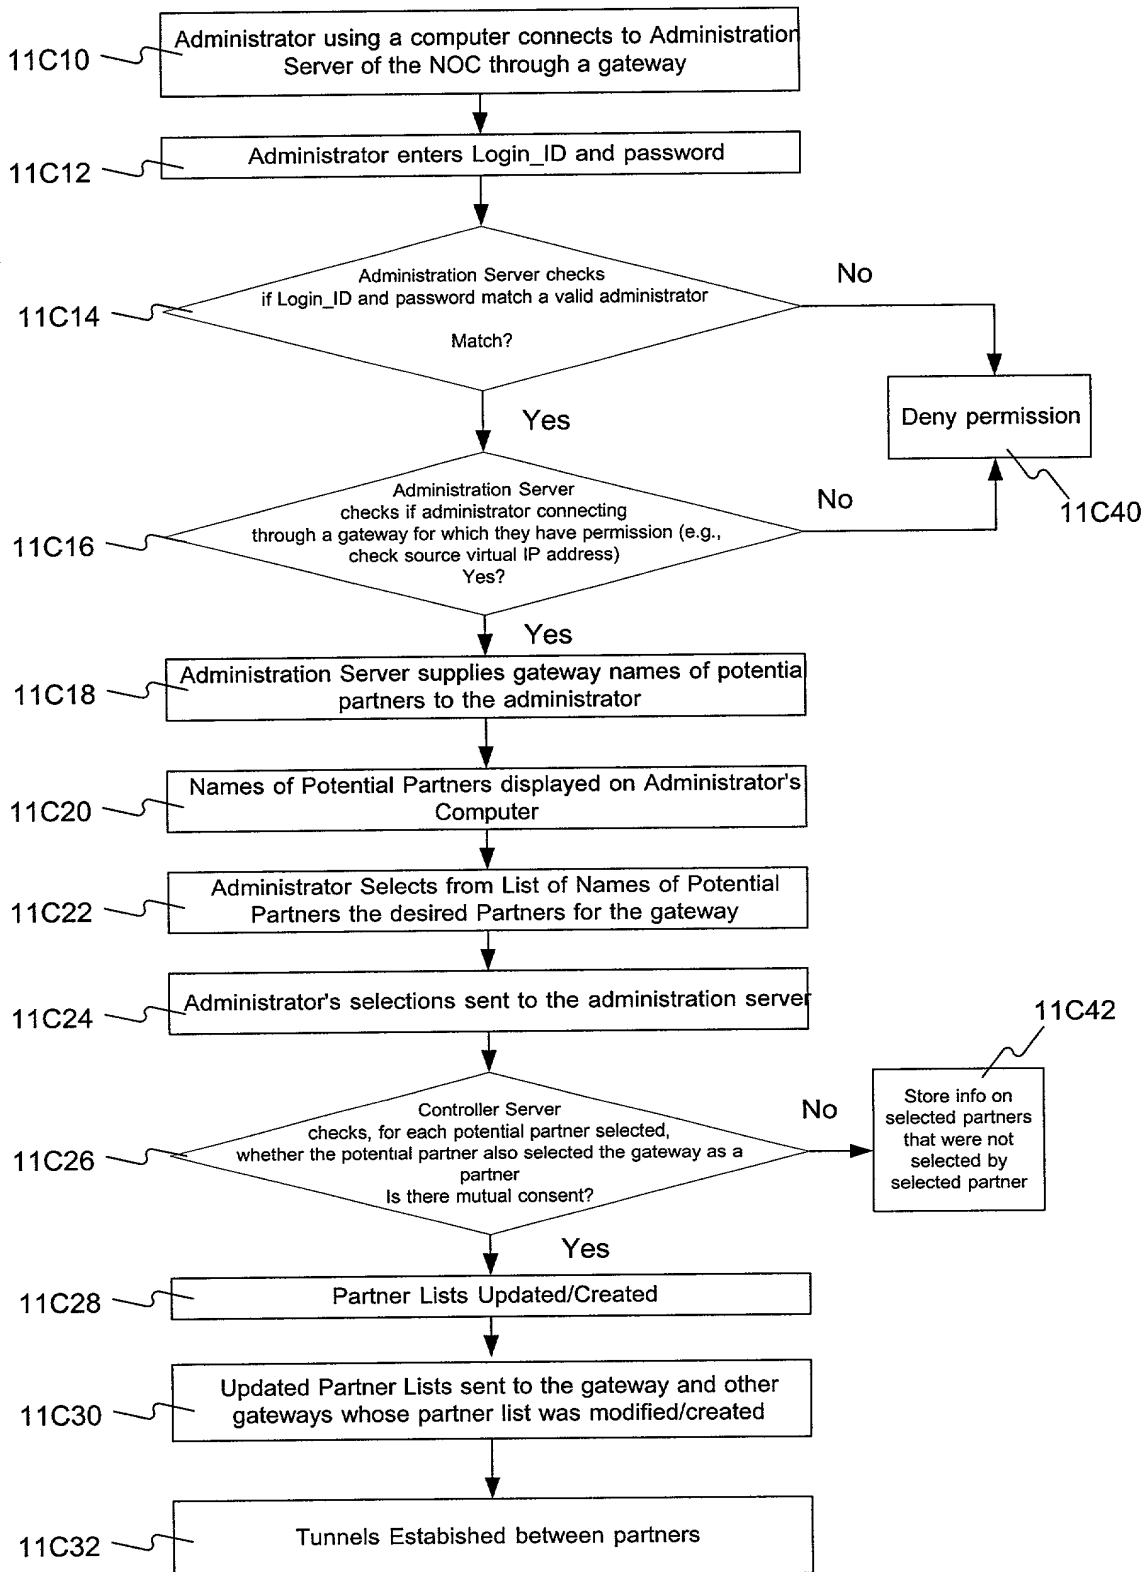 11C10
Administrator using a computer connects to Administration
Server of the NOC through a gateway
11C12
Administrator enters Login_ID and password
11C14
Administration Server checks
if Login_ID and password match a valid administrator
Match?
No
Yes
Deny permission
11C40
11C16
Administration Server
checks if administrator connecting
through a gateway for which they have permission (e.g.,
check source virtual IP address)
Yes?
No
Yes
11C18
Administration Server supplies gateway names of potential
partners to the administrator
11C20
Names of Potential Partners displayed on Administrator's
Computer
11C22
Administrator Selects from List of Names of Potential
Partners the desired Partners for the gateway
11C24
Administrator's selections sent to the administration server
11C26
Controller Server
checks, for each potential partner selected,
whether the potential partner also selected the gateway as a
partner
Is there mutual consent?
No
11C42
Store info on
selected partners
that were not
selected by
selected partner
Yes
11C28
Partner Lists Updated/Created
11C30
Updated Partner Lists sent to the gateway and other
gateways whose partner list was modified/created
11C32
Tunnels Estabished between partners